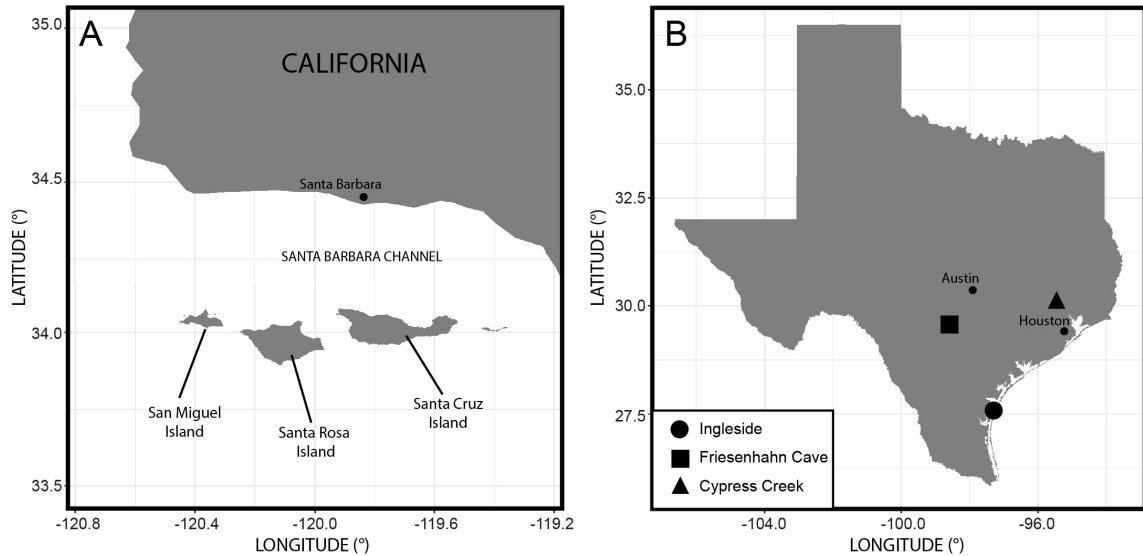 A
CALIFORNIA
Santa Barbara
SANTA BARBARA CHANNEL
San Miguel
Island
Santa Rosa
Island
Santa Cruz
Island
35.0
34.5
34.0
33.5
LATITUDE (°)
-120.8
-120.4
-120.0
-119.6
-119.2
LONGITUDE (°)
B
Austin
Houston
Ingleside
Friesenhahn Cave
Cypress Creek
35.0
32.5
30.0
27.5
LATITUDE (°)
-104.0
-100.0
-96.0
LONGITUDE (°)